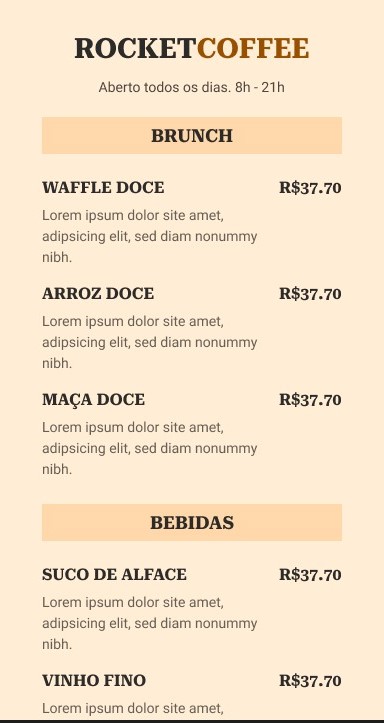 ROCKETCOFFEE
Aberto todos os dias. 8h - 21h
BRUNCH
WAFFLE DOCE R$37.70
Lorem ipsum dolor site amet,
adipsicing elit, sed diam nonummy
nibh.
ARROZ DOCE R$37.70
Lorem ipsum dolor site amet,
adipsicing elit, sed diam nonummy
nibh.
MAÇA DOCE R$37.70
Lorem ipsum dolor site amet,
adipsicing elit, sed diam nonummy
nibh.
BEBIDAS
SUCO DE ALFACE R$37.70
Lorem ipsum dolor site amet,
adipsicing elit, sed diam nonummy
nibh.
VINHO FINO R$37.70
Lorem ipsum dolor site amet,